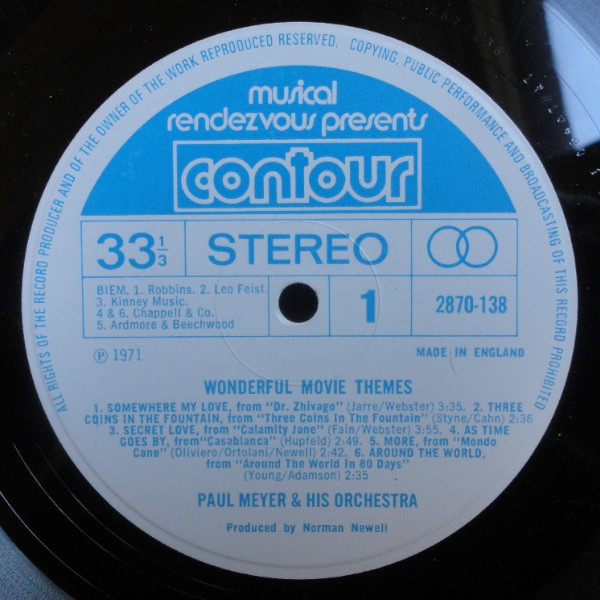 ALL RIGHTS OF THE RECORD PRODUCER AND OF THE OWNER OF THE WORK REPRODUCED RESERVED. COPYING, PUBLIC PERFORMANCE AND BROADCASTING OF THIS RECORD PROHIBITED
musical
rendezvous presents
contour
33 1/3 STEREO
BIEM. 1. Robbins. 2. Leo Feist.
3. Kinney Music.
4 & 6. Chappell & Co.
5. Ardmore & Beechwood
1
2870-138
Ⓟ 1971
MADE IN ENGLAND
WONDERFUL MOVIE THEMES
1. SOMEWHERE MY LOVE, from "Dr. Zhivago" (Jarre/Webster) 3:35. 2. THREE
COINS IN THE FOUNTAIN, from "Three Coins In The Fountain" (Styne/Cahn) 2:36
3. SECRET LOVE, from "Calamity Jane" (Fain/Webster) 3:55. 4. AS TIME
GOES BY, from "Casablanca" (Hupfeld) 2:49. 5. MORE, from "Mondo
Cane" (Oliviero/Ortolani/Newell) 2:42. 6. AROUND THE WORLD,
from "Around The World In 80 Days"
(Young/Adamson) 2:35
PAUL MEYER & HIS ORCHESTRA
Produced by Norman Newell